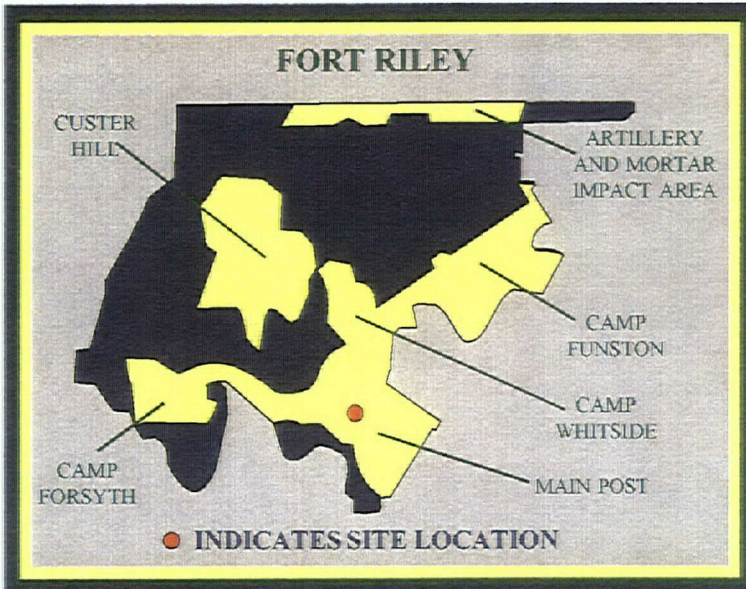 FORT RILEY
CUSTER
HILL
ARTILLERY
AND MORTAR
IMPACT AREA
CAMP
FUNSTON
CAMP
WHITSIDE
MAIN POST
CAMP
FORSYTH
INDICATES SITE LOCATION